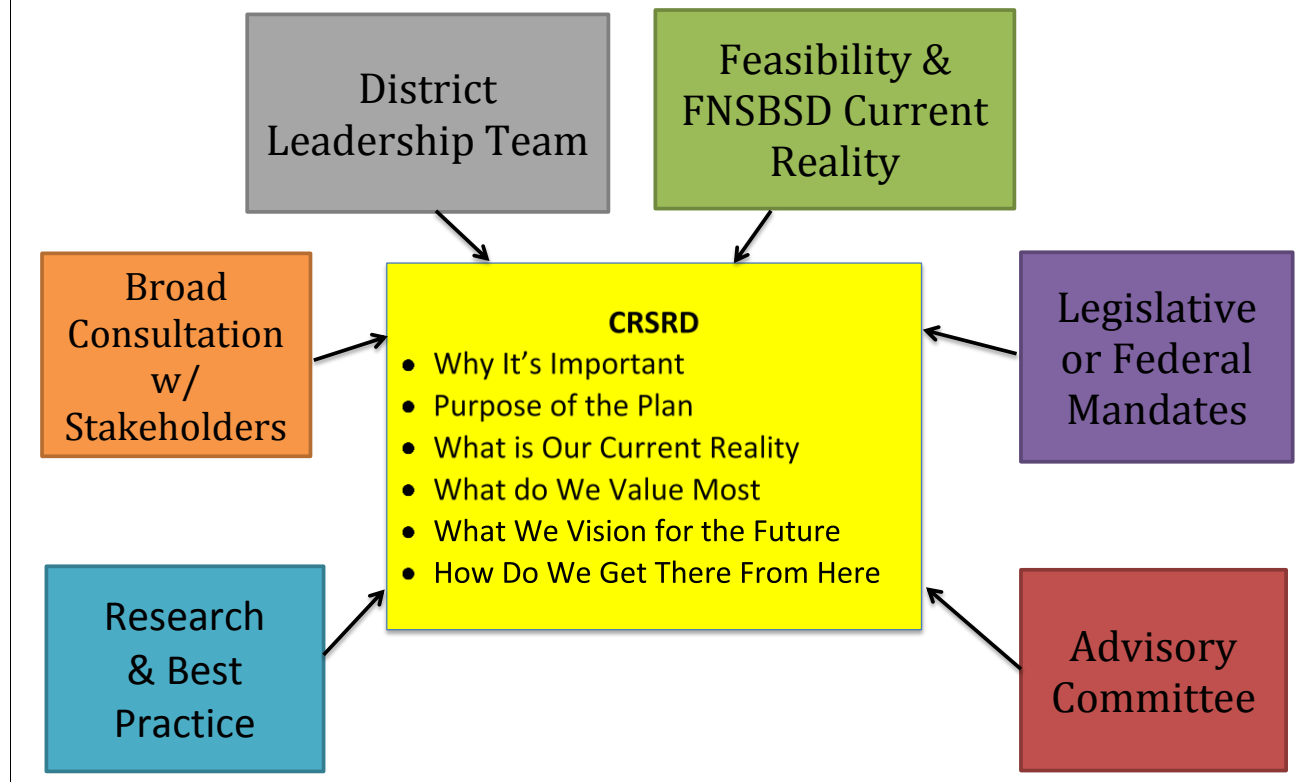 District
Leadership Team
Feasibility &
FNSBSD Current
Reality
Broad
Consultation
w/
Stakeholders
CRSRD
• Why It's Important
• Purpose of the Plan
• What is Our Current Reality
• What do We Value Most
• What We Vision for the Future
• How Do We Get There From Here
Legislative
or Federal
Mandates
Research
& Best
Practice
Advisory
Committee